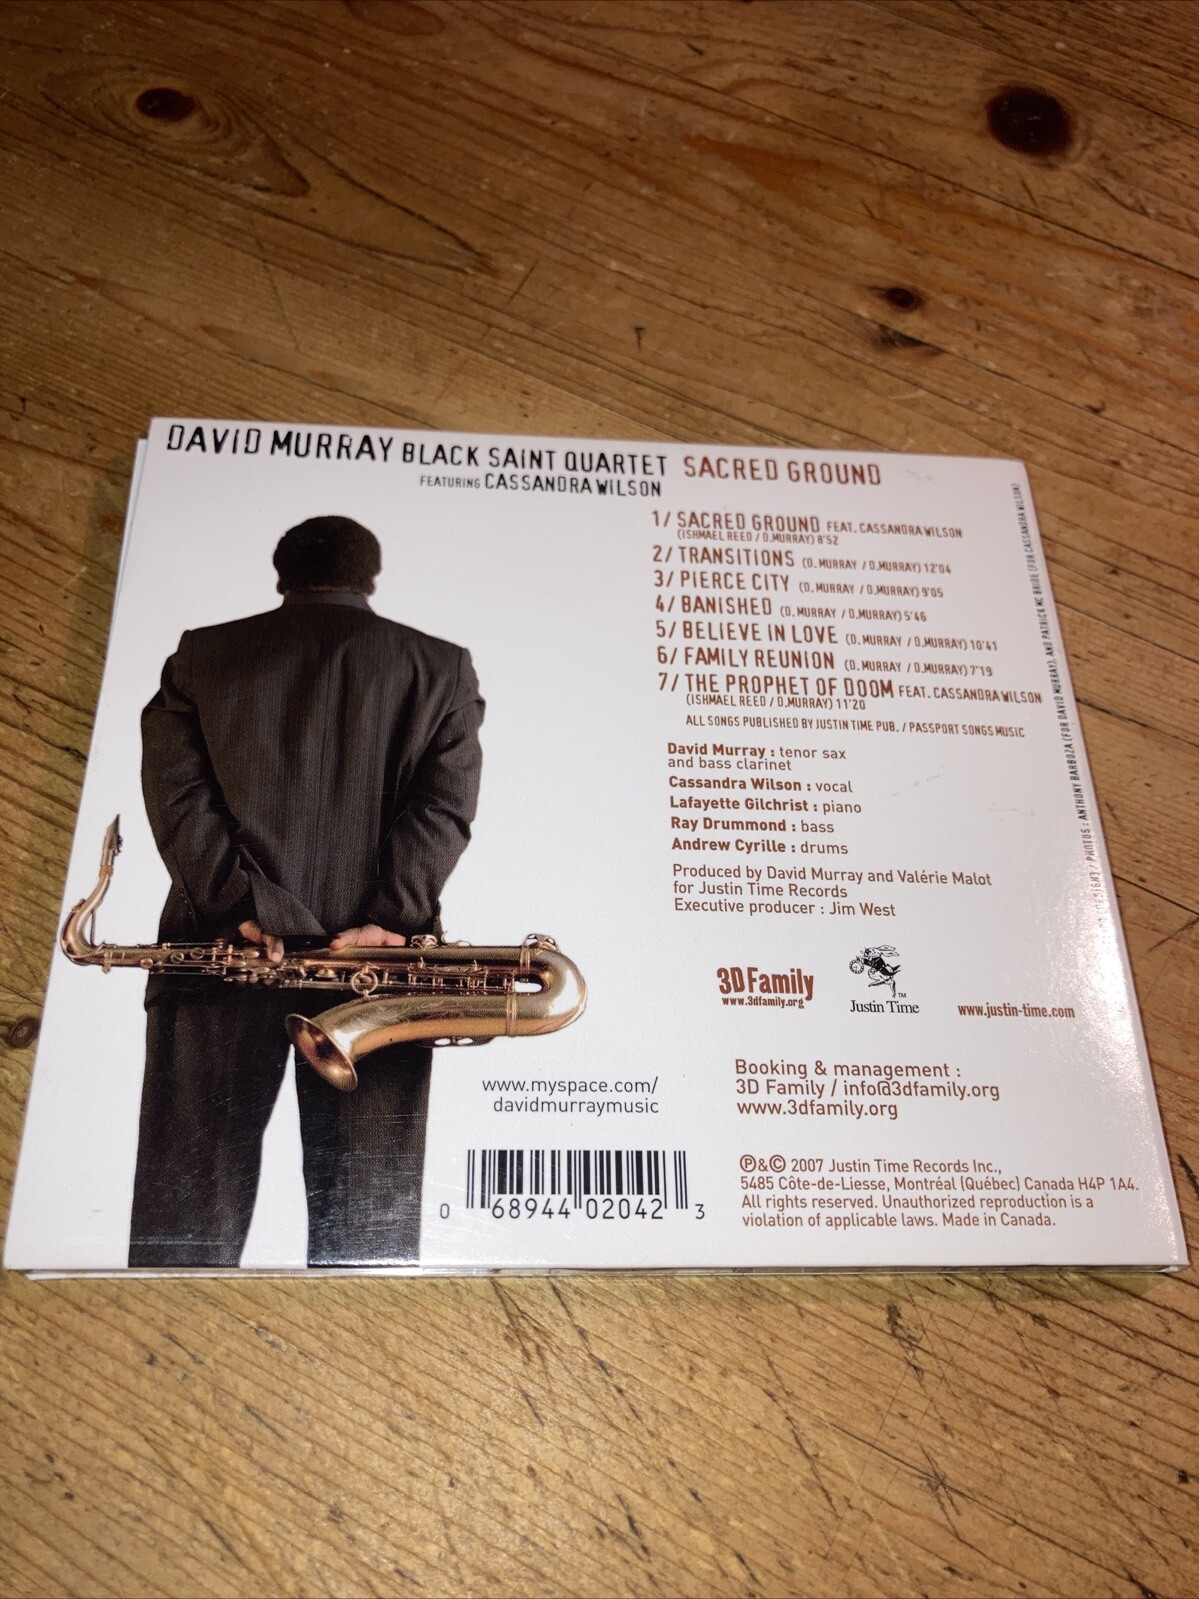 DAVID MURRAY BLACK SAINT QUARTET SACRED GROUND
FEATURING CASSANDRA WILSON
1/ SACRED GROUND FEAT. CASSANDRA WILSON
(ISHMAEL REED / D.MURRAY) 8'52
2/ TRANSITIONS (D. MURRAY / D.MURRAY) 12'04
3/ PIERCE CITY (D. MURRAY / D.MURRAY) 9'05
4/ BANISHED (D. MURRAY / D.MURRAY) 5'46
5/ BELIEVE IN LOVE (D. MURRAY / D.MURRAY) 10'41
6/ FAMILY REUNION (D. MURRAY / D.MURRAY) 7'19
7/ THE PROPHET OF DOOM FEAT. CASSANDRA WILSON
(ISHMAEL REED / D.MURRAY) 11'20
ALL SONGS PUBLISHED BY JUSTIN TIME PUB. / PASSPORT SONGS MUSIC
David Murray : tenor sax
and bass clarinet
Cassandra Wilson : vocal
Lafayette Gilchrist : piano
Ray Drummond : bass
Andrew Cyrille : drums
Produced by David Murray and Valérie Malot
for Justin Time Records
Executive producer : Jim West
3D Family
www.3dfamily.org
TM
Justin Time
www.justin-time.com
www.myspace.com/
davidmurraymusic
Booking & management :
3D Family / info@3dfamily.org
www.3dfamily.org
0 68944 02042 3
℗&© 2007 Justin Time Records Inc.,
5485 Côte-de-Liesse, Montréal (Québec) Canada H4P 1A4.
All rights reserved. Unauthorized reproduction is a
violation of applicable laws. Made in Canada.
/ PHOTOS : ANTHONY BARBOZA (FOR DAVID MURRAY), AND PATRICK MC BRIDE (FOR CASSANDRA WILSON)